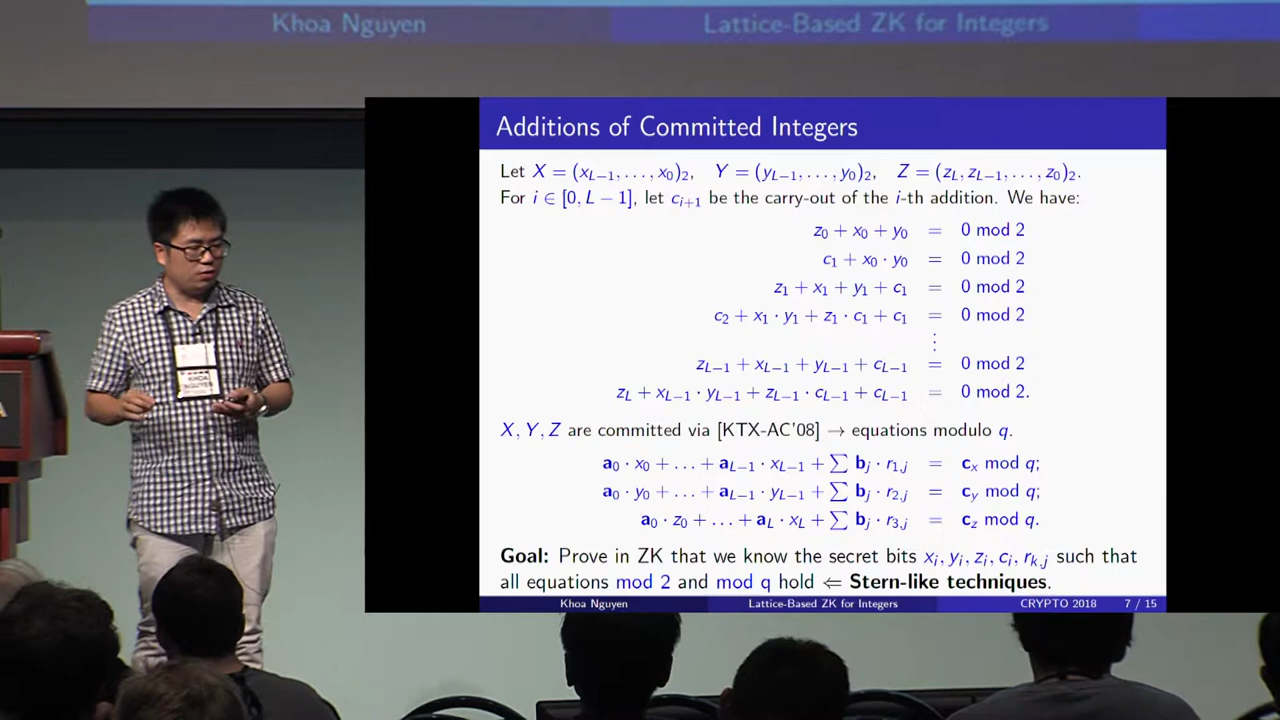 Khoa Nguyen Lattice-Based ZK for Integers
Additions of Committed Integers
Let X = (x_{L−1}, . . . , x_0)_2, Y = (y_{L−1}, . . . , y_0)_2, Z = (z_L, z_{L−1}, . . . , z_0)_2.
For i ∈ [0, L − 1], let c_{i+1} be the carry-out of the i-th addition. We have:
z_0 + x_0 + y_0 = 0 mod 2
c_1 + x_0 · y_0 = 0 mod 2
z_1 + x_1 + y_1 + c_1 = 0 mod 2
c_2 + x_1 · y_1 + z_1 · c_1 + c_1 = 0 mod 2
⋮
z_{L−1} + x_{L−1} + y_{L−1} + c_{L−1} = 0 mod 2
z_L + x_{L−1} · y_{L−1} + z_{L−1} · c_{L−1} + c_{L−1} = 0 mod 2.
X, Y, Z are committed via [KTX-AC'08] → equations modulo q.
a_0 · x_0 + . . . + a_{L−1} · x_{L−1} + ∑ b_j · r_{1,j} = c_x mod q;
a_0 · y_0 + . . . + a_{L−1} · y_{L−1} + ∑ b_j · r_{2,j} = c_y mod q;
a_0 · z_0 + . . . + a_L · x_L + ∑ b_j · r_{3,j} = c_z mod q.
Goal: Prove in ZK that we know the secret bits x_i, y_i, z_i, c_i, r_{k,j} such that
all equations mod 2 and mod q hold ⇐ Stern-like techniques.
Khoa Nguyen Lattice-Based ZK for Integers CRYPTO 2018 7 / 15
KHOA
NGUYEN
A